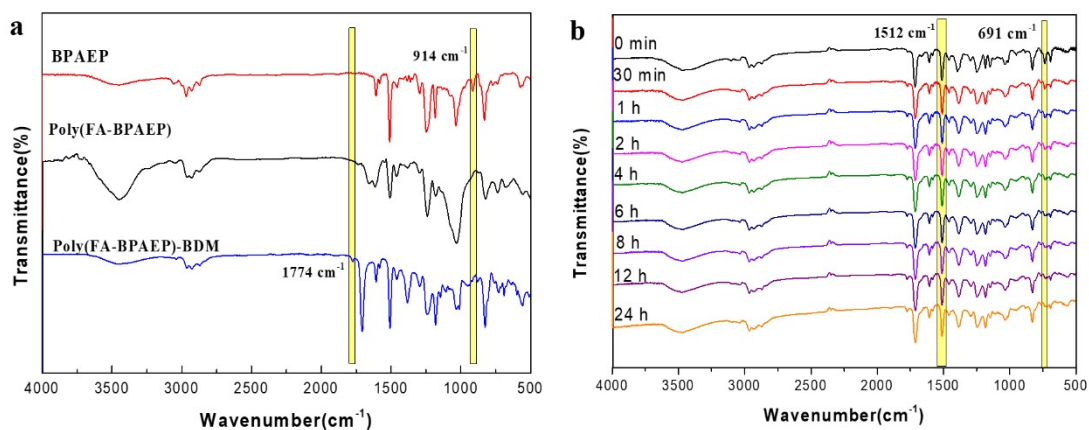 a
BPAEP
914 cm⁻¹
Poly(FA-BPAEP)
Poly(FA-BPAEP)-BDM
1774 cm⁻¹
Transmittance(%)
4000 3500 3000 2500 2000 1500 1000 500
Wavenumber(cm⁻¹)
b
1512 cm⁻¹ 691 cm⁻¹
0 min
30 min
1 h
2 h
4 h
6 h
8 h
12 h
24 h
Transmittance(%)
4000 3500 3000 2500 2000 1500 1000 500
Wavenumber(cm⁻¹)